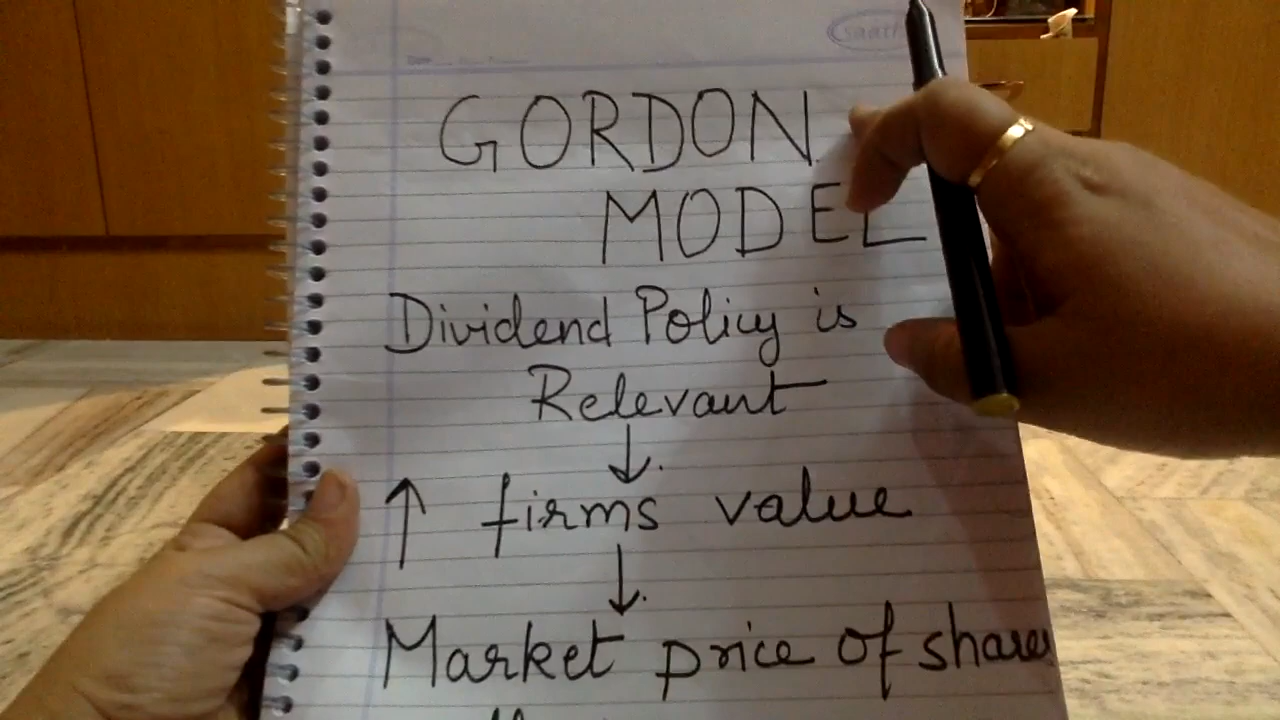 GORDON
MODEL
Dividend Policy is
Relevant
↓
↑ firms value
↓
Market price of shares